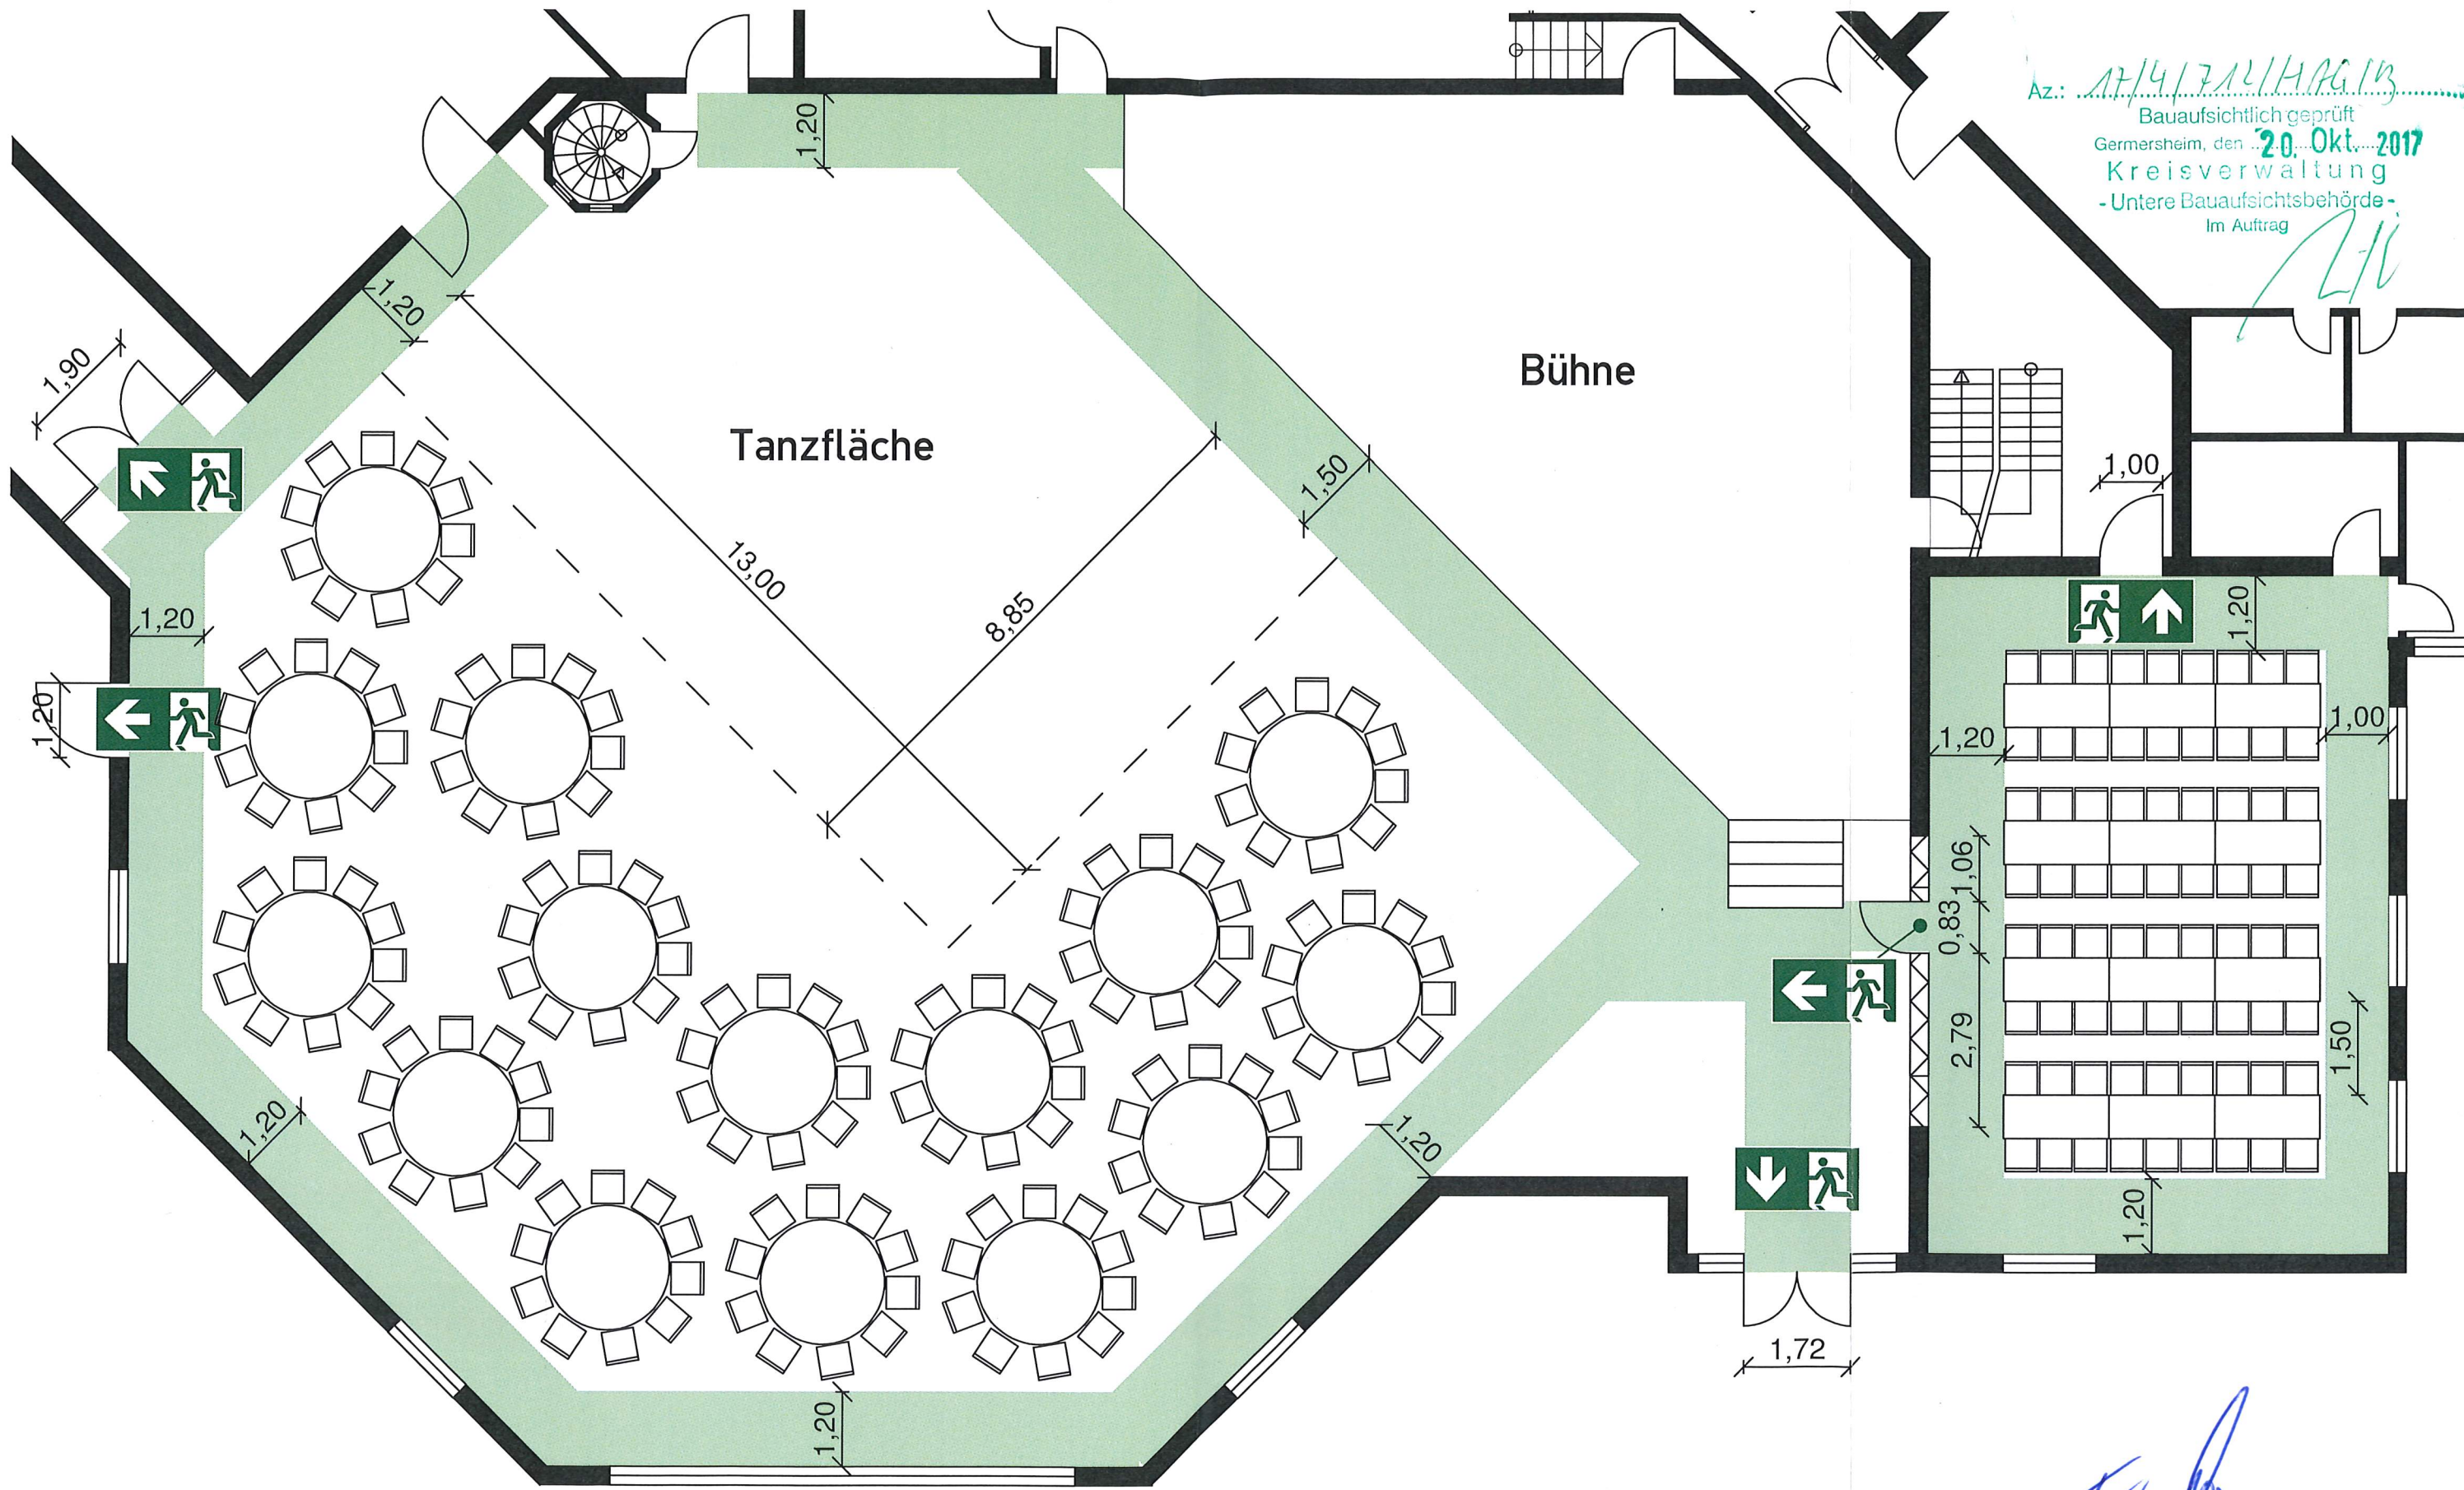 Az.: 17/4/712/HAG/B
Bauaufsichtlich geprüft
Germersheim, den 20. Okt. 2017
Kreisverwaltung
- Untere Bauaufsichtsbehörde -
Im Auftrag
1,20
1,20
1,90
Bühne
Tanzfläche
1,50
1,00
13,00
8,85
1,20
1,20
1,20
1,20
1,00
1,06
0,83
2,79
1,50
1,20
1,20
1,20
1,72
1,20